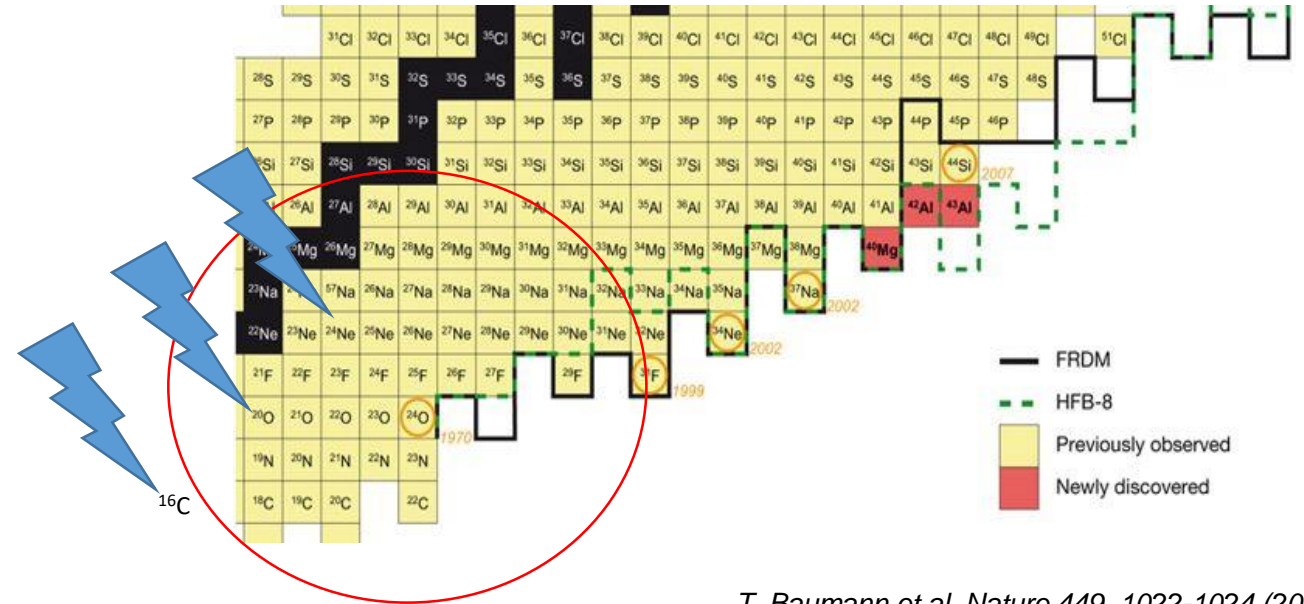 ³¹Cl ³²Cl ³³Cl ³⁴Cl ³⁵Cl ³⁶Cl ³⁷Cl ³⁸Cl ³⁹Cl ⁴⁰Cl ⁴¹Cl ⁴²Cl ⁴³Cl ⁴⁴Cl ⁴⁵Cl ⁴⁶Cl ⁴⁷Cl ⁴⁸Cl ⁴⁹Cl ⁵¹Cl
²⁸S ²⁹S ³⁰S ³¹S ³²S ³³S ³⁴S ³⁵S ³⁶S ³⁷S ³⁸S ³⁹S ⁴⁰S ⁴¹S ⁴²S ⁴³S ⁴⁴S ⁴⁵S ⁴⁶S ⁴⁷S ⁴⁸S
²⁷P ²⁸P ²⁹P ³⁰P ³¹P ³²P ³³P ³⁴P ³⁵P ³⁶P ³⁷P ³⁸P ³⁹P ⁴⁰P ⁴¹P ⁴²P ⁴³P ⁴⁴P ⁴⁵P ⁴⁶P
Si ²⁷Si ²⁸Si ²⁹Si ³⁰Si ³¹Si ³²Si ³³Si ³⁴Si ³⁵Si ³⁶Si ³⁷Si ³⁸Si ³⁹Si ⁴⁰Si ⁴¹Si ⁴²Si ⁴³Si ⁴⁴Si 2007
²⁶Al ²⁷Al ²⁸Al ²⁹Al ³⁰Al ³¹Al ³²Al ³³Al ³⁴Al ³⁵Al ³⁶Al ³⁷Al ³⁸Al ³⁹Al ⁴⁰Al ⁴¹Al ⁴²Al ⁴³Al
Mg ²⁶Mg ²⁷Mg ²⁸Mg ²⁹Mg ³⁰Mg ³¹Mg ³²Mg ³³Mg ³⁴Mg ³⁵Mg ³⁶Mg ³⁷Mg ³⁸Mg ⁴⁰Mg
²³Na ⁵⁷Na ²⁶Na ²⁷Na ²⁸Na ²⁹Na ³⁰Na ³¹Na ³²Na ³³Na ³⁴Na ³⁵Na ³⁷Na 2002
²²Ne ²³Ne ²⁴Ne ²⁵Ne ²⁶Ne ²⁷Ne ²⁸Ne ²⁹Ne ³⁰Ne ³¹Ne ³²Ne ³⁴Ne 2002
²¹F ²²F ²³F ²⁴F ²⁵F ²⁶F ²⁷F ²⁹F ³¹F 1999
²⁰O ²¹O ²²O ²³O ²⁴O 1970
¹⁹N ²⁰N ²¹N ²²N ²³N
¹⁸C ¹⁹C ²⁰C ²²C
¹⁶C
FRDM
HFB-8
Previously observed
Newly discovered
T. Baumann et al. Nature 449, 1022-1024 (20